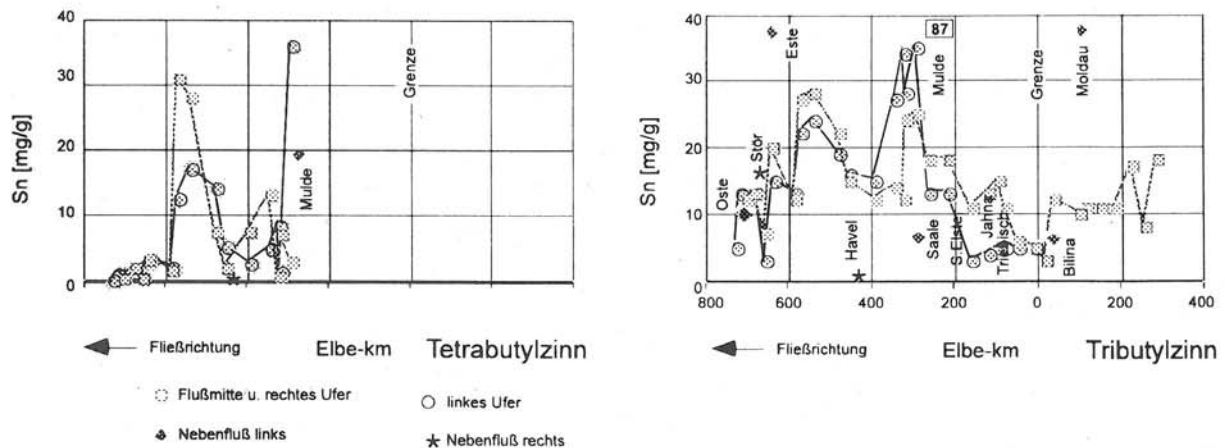 40
30
20
10
0
Sn [mg/g]
Grenze
Mulde
Fließrichtung
Elbe-km
Tetrabutylzinn
Flußmitte u. rechtes Ufer
linkes Ufer
Nebenfluß links
Nebenfluß rechts
40
30
20
10
0
Sn [mg/g]
Oste
Stör
Este
Havel
87
Mulde
Saale
S.Elste
Jahna
Triebisch
Grenze
Moldau
Bilina
800 600 400 200 0 200 400
Fließrichtung
Elbe-km
Tributylzinn